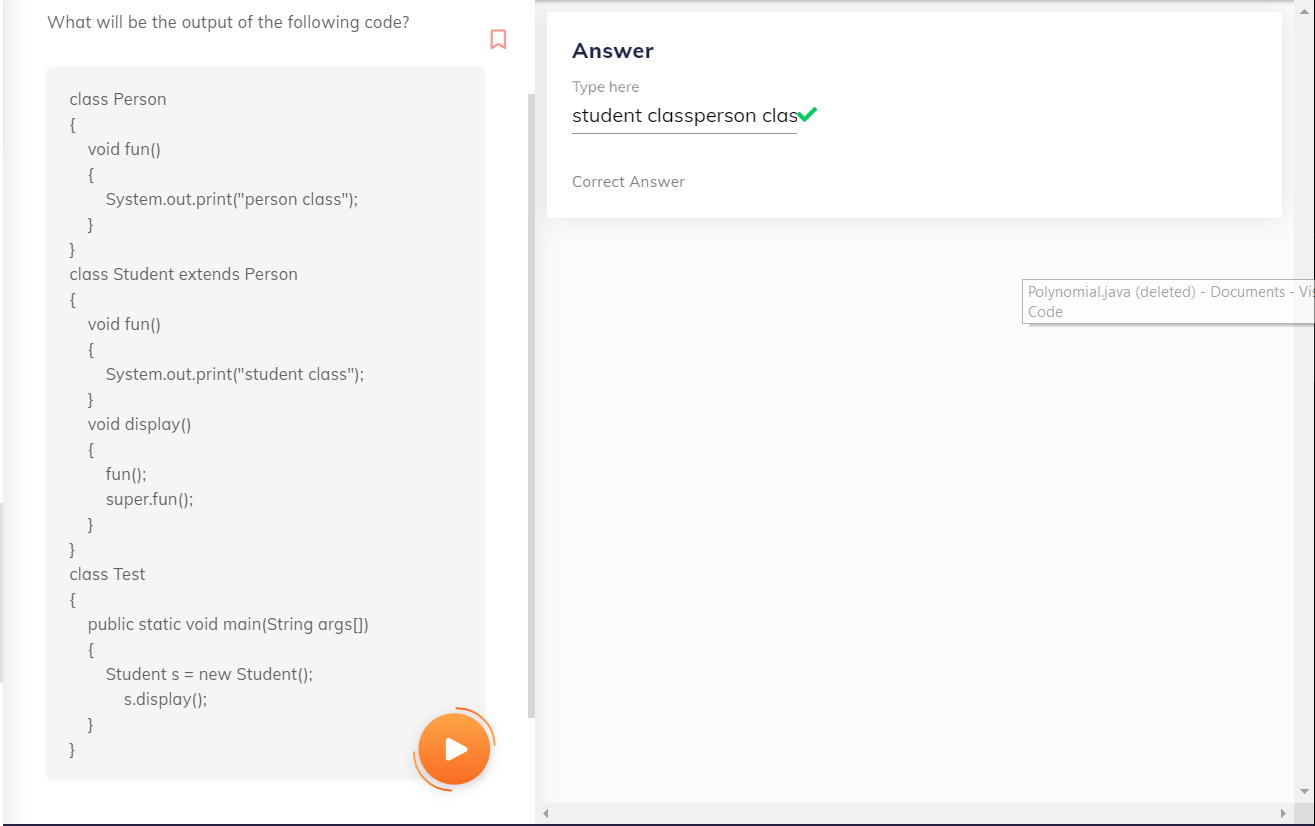 What will be the output of the following code?
class Person
{
void fun()
{
System.out.print("person class");
}
}
class Student extends Person
{
void fun()
{
System.out.print("student class");
}
void display()
{
fun();
super.fun();
}
}
class Test
{
public static void main(String args[])
{
Student s = new Student();
s.display();
}
}
Answer
Type here
student classperson clas
Correct Answer
Polynomial.java (deleted) - Documents - Vis
Code